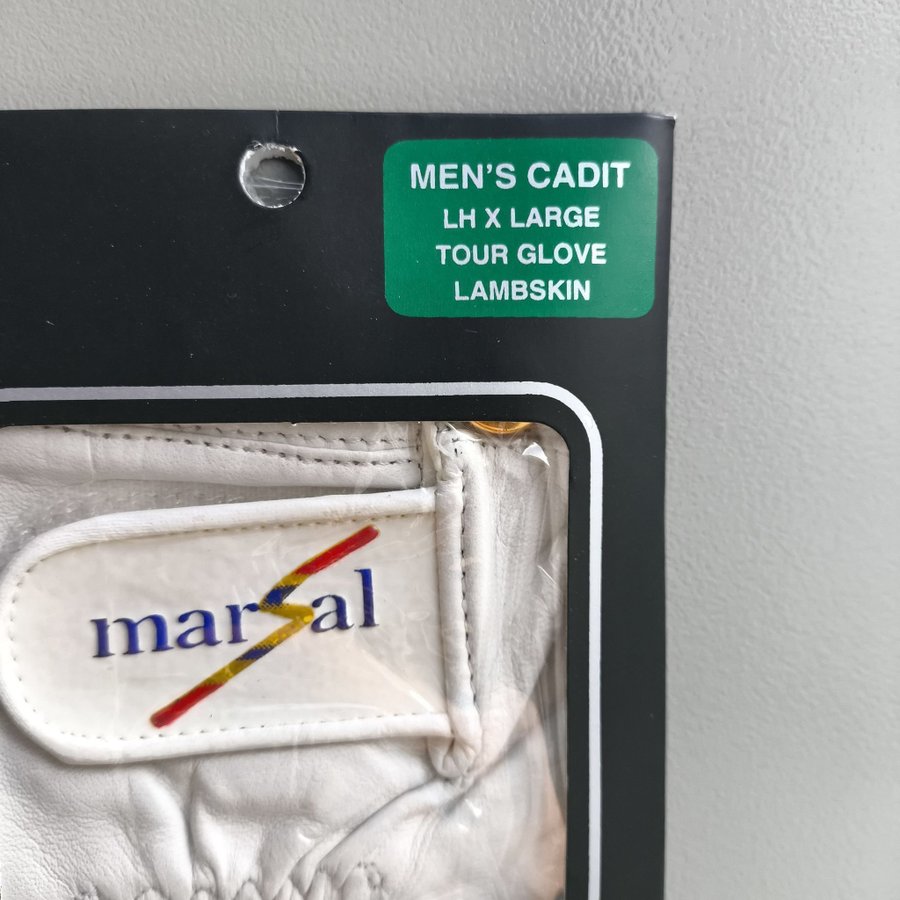 MEN'S CADIT
LH X LARGE
TOUR GLOVE
LAMBSKIN
marSal